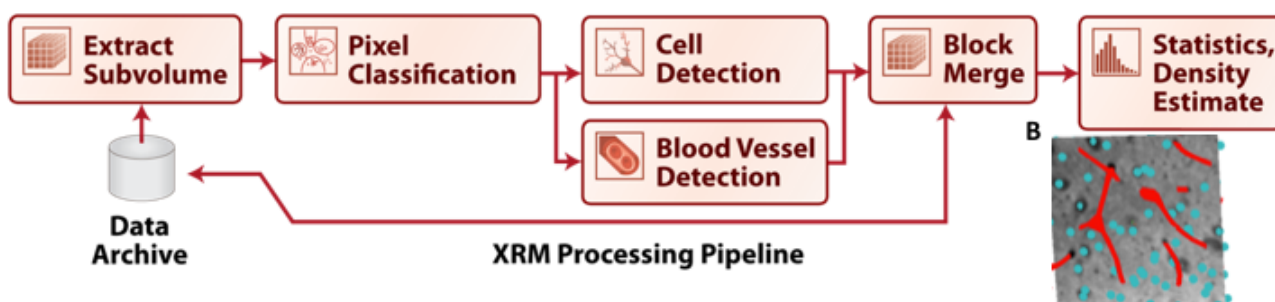 Extract
Subvolume
Pixel
Classification
Cell
Detection
Blood Vessel
Detection
Block
Merge
Statistics,
Density
Estimate
B
Data
Archive
XRM Processing Pipeline